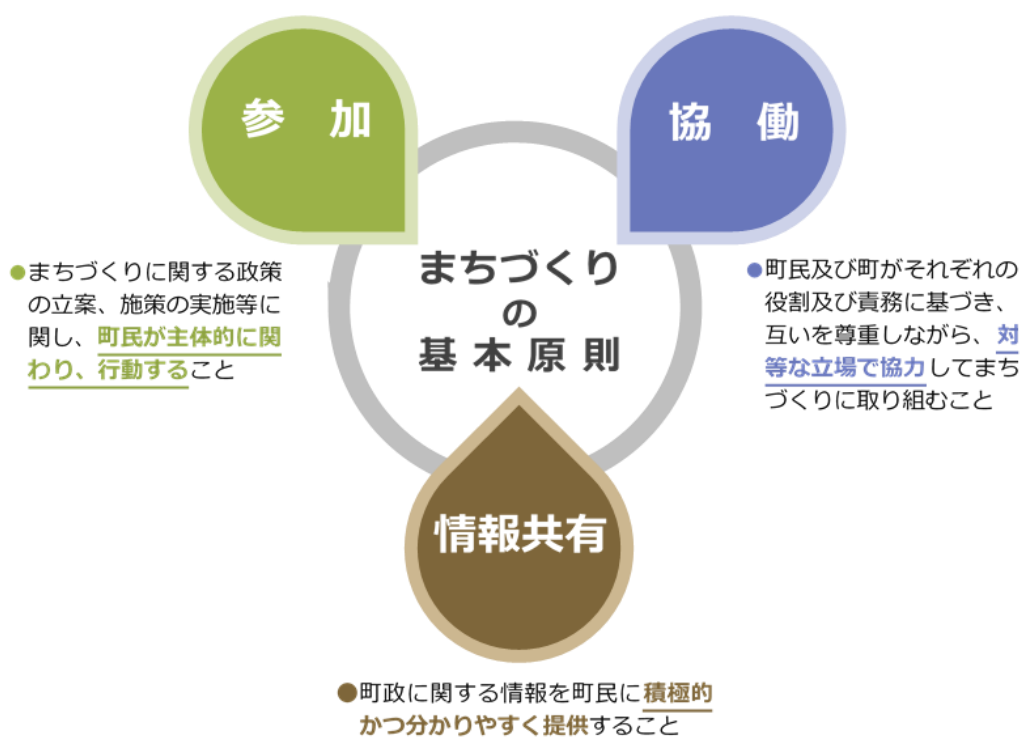 参 加
協 働
まちづくり
の
基本原則
●まちづくりに関する政策
の立案、施策の実施等に
関し、町民が主体的に関
わり、行動すること
●町民及び町がそれぞれの
役割及び責務に基づき、
互いを尊重しながら、対
等な立場で協力してまち
づくりに取り組むこと
情報共有
●町政に関する情報を町民に積極的
かつ分かりやすく提供すること